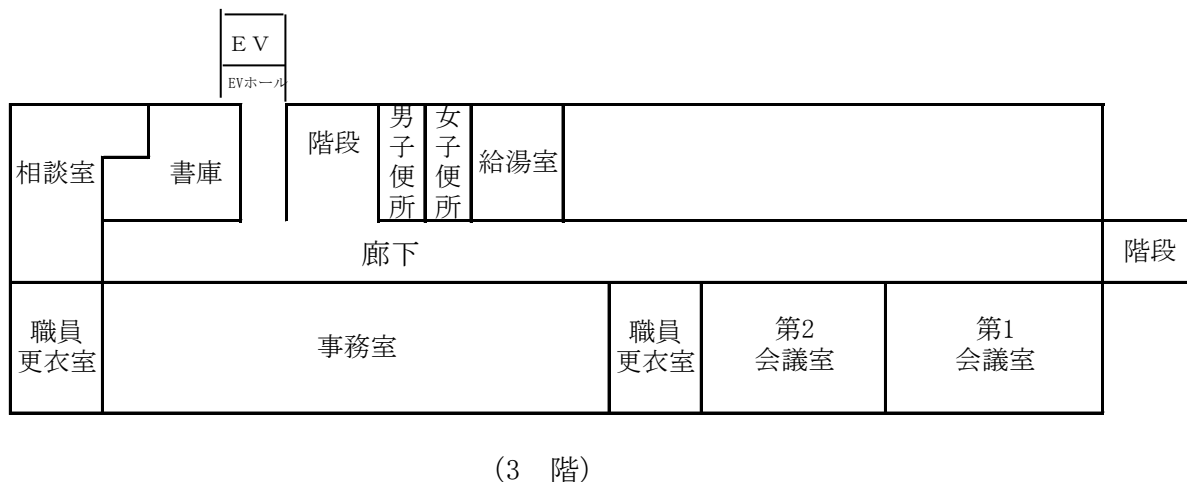 ＥＶ
EVホール
階段
男子便所
女子便所
給湯室
相談室
書庫
廊下
階段
職員
更衣室
事務室
職員
更衣室
第2
会議室
第1
会議室
(3　階)